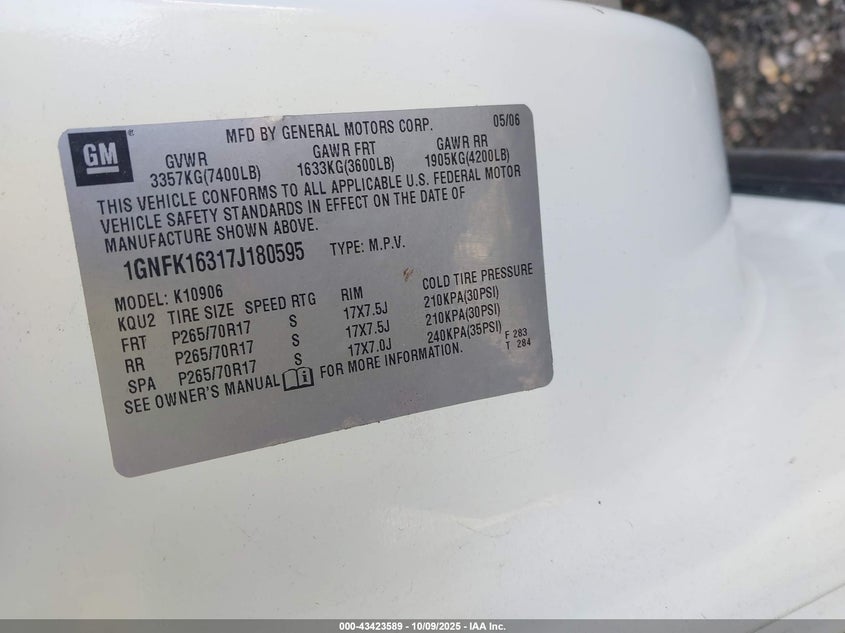 GM ®
MFD BY GENERAL MOTORS CORP. 05/06
GVWR GAWR FRT GAWR RR
3357KG(7400LB) 1633KG(3600LB) 1905KG(4200LB)
THIS VEHICLE CONFORMS TO ALL APPLICABLE U.S. FEDERAL MOTOR
VEHICLE SAFETY STANDARDS IN EFFECT ON THE DATE OF
MANUFACTURE SHOWN ABOVE.
1GNFK16317J180595 TYPE: M.P.V.
MODEL: K10906
KQU2 TIRE SIZE SPEED RTG RIM COLD TIRE PRESSURE
FRT P265/70R17 S 17X7.5J 210KPA(30PSI)
RR P265/70R17 S 17X7.5J 210KPA(30PSI)
SPA P265/70R17 S 17X7.0J 240KPA(35PSI)
SEE OWNER'S MANUAL i FOR MORE INFORMATION.
F 283
T 284
000-43423589 - 10/09/2025 - IAA Inc.